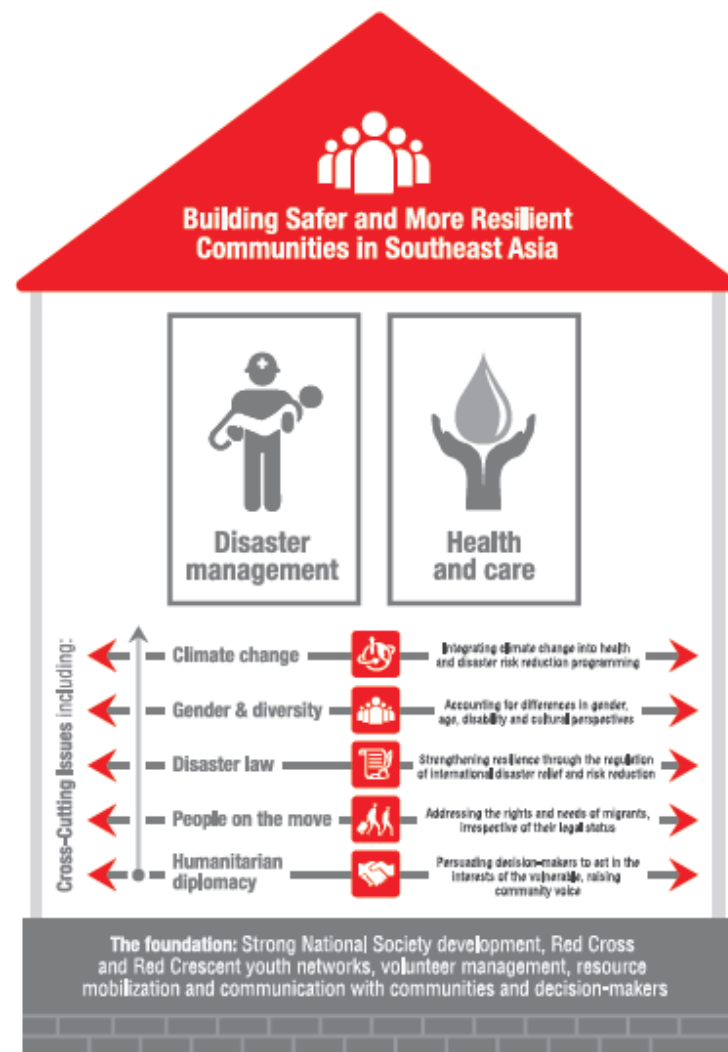 Building Safer and More Resilient
Communities in Southeast Asia
Disaster
management
Health
and care
Cross-Cutting Issues including:
Climate change
Integrating climate change into health
and disaster risk reduction programming
Gender & diversity
Accounting for differences in gender,
age, disability and cultural perspectives
Disaster law
Strengthening resilience through the regulation
of international disaster relief and risk reduction
People on the move
Addressing the rights and needs of migrants,
irrespective of their legal status
Humanitarian
diplomacy
Persuading decision-makers to act in the
interests of the vulnerable, raising
community voice
The foundation: Strong National Society development, Red Cross
and Red Crescent youth networks, volunteer management, resource
mobilization and communication with communities and decision-makers